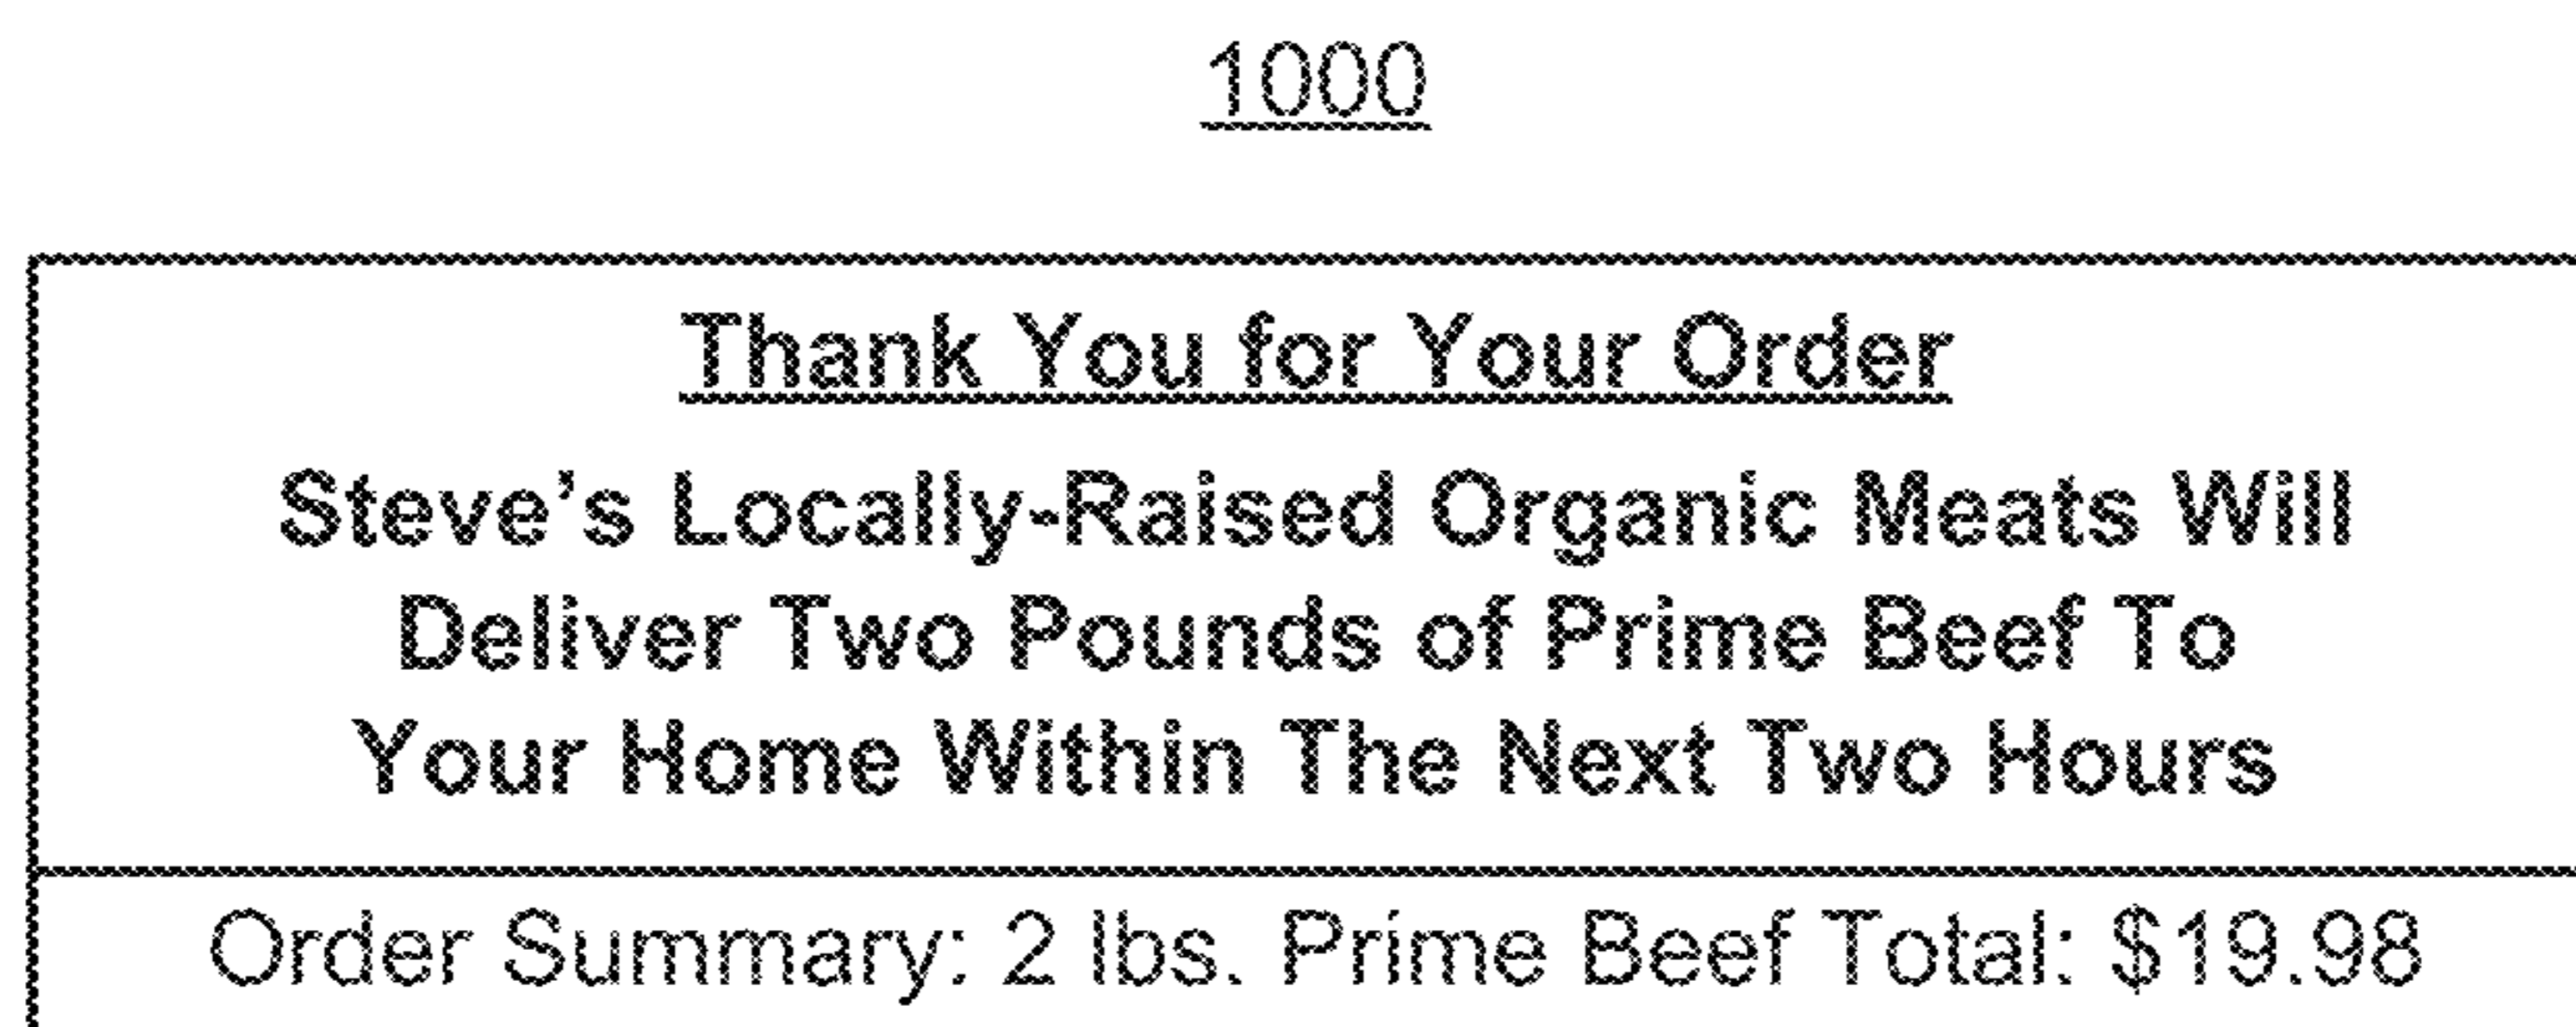 1000
Thank You for Your Order
Steve's Locally-Raised Organic Meats Will
Deliver Two Pounds of Prime Beef To
Your Home Within The Next Two Hours
Order Summary: 2 lbs. Prime Beef Total: $19.98